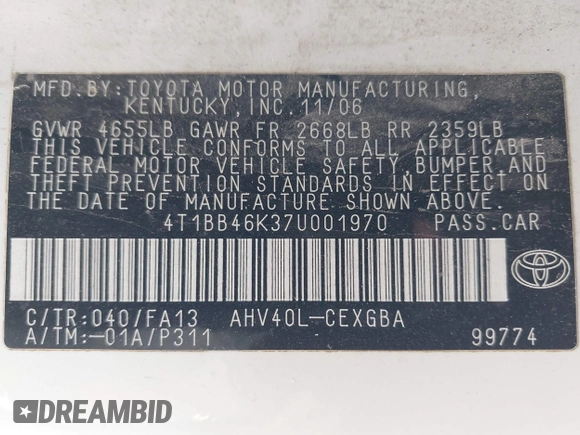 MFD.BY:TOYOTA MOTOR MANUFACTURING,
KENTUCKY,INC.11/06
GVWR 4655LB GAWR FR 2668LB RR 2359LB
THIS VEHICLE CONFORMS TO ALL APPLICABLE
FEDERAL MOTOR VEHICLE SAFETY, BUMPER,AND
THEFT PREVENTION STANDARDS IN EFFECT ON
THE DATE OF MANUFACTURE SHOWN ABOVE.
4T1BB46K37U001970 PASS.CAR
C/TR:040/FA13 AHV40L-CEXGBA
A/TM:-01A/P311 99774
DREAMBID